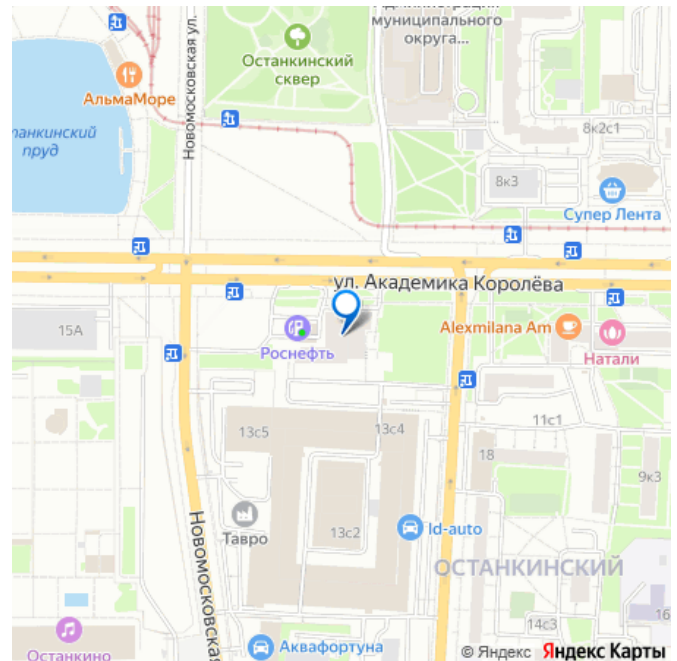 Администрация
муниципального
округа...
Останкинский
сквер
АльмаМоре
Новомосковская ул.
пруд
8к2с1
8к3
Супер Лента
ул. Академика Королёва
15А
Роснефть
Alexmilana Am
Натали
13с5
13с4
11с1
18
9к3
Тавро
13с2
Id-auto
ОСТАНКИНСКИЙ
Новомосковская
14с3
16
Останкино
Аквафортуна
© Яндекс Яндекс Карты